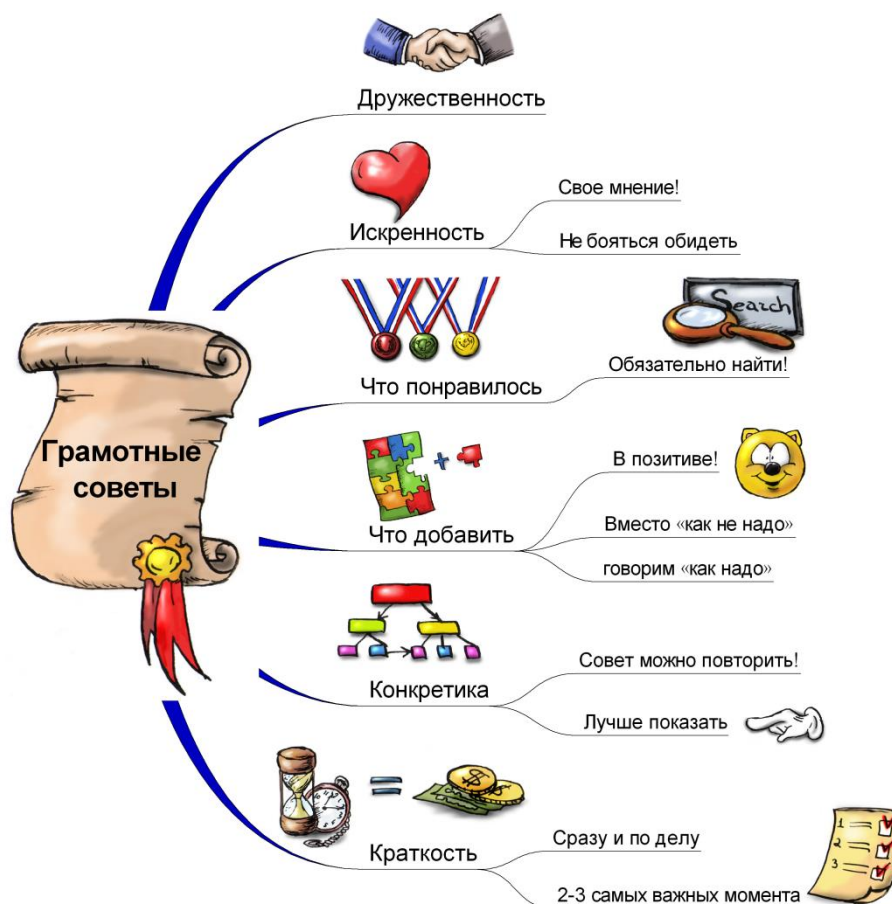 Дружественность
Искренность
Свое мнение!
Не бояться обидеть
Search
Что понравилось
Обязательно найти!
Грамотные
советы
Что добавить
В позитиве!
Вместо «как не надо»
говорим «как надо»
Конкретика
Совет можно повторить!
Лучше показать
Краткость
Сразу и по делу
2-3 самых важных момента
1
2
3